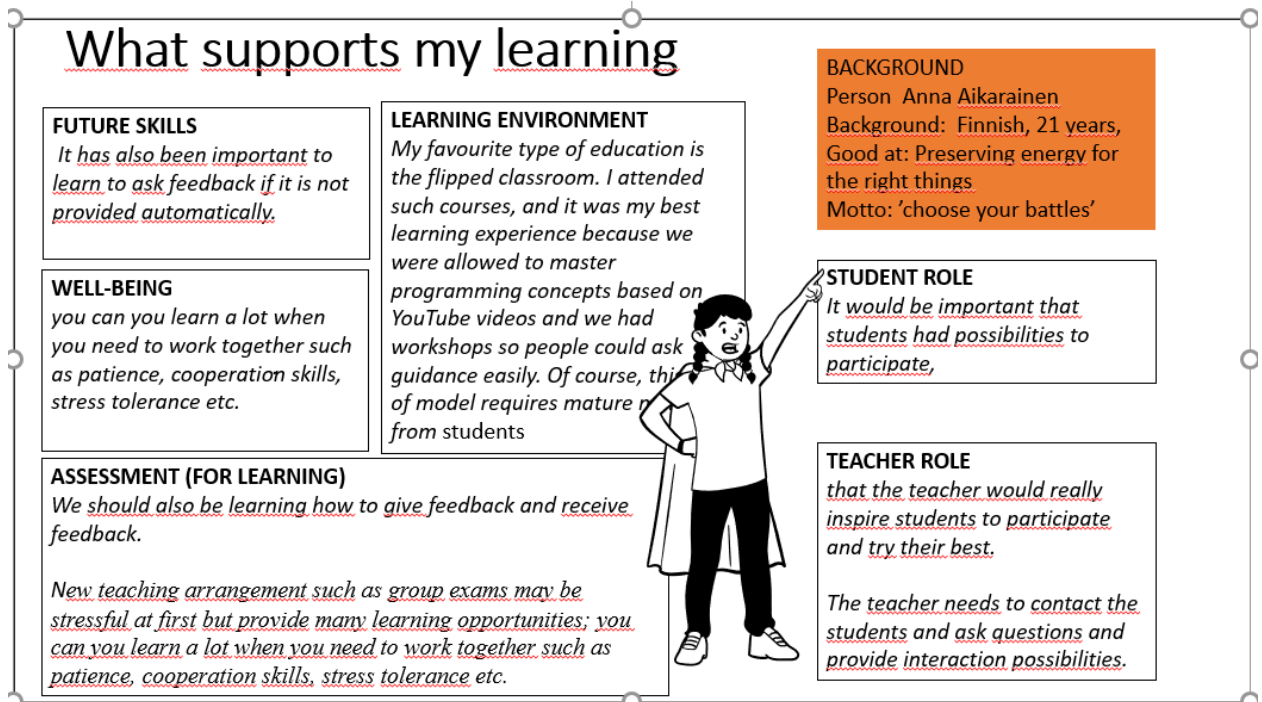 What supports my learning
FUTURE SKILLS
It has also been important to
learn to ask feedback if it is not
provided automatically.
WELL-BEING
you can you learn a lot when
you need to work together such
as patience, cooperation skills,
stress tolerance etc.
LEARNING ENVIRONMENT
My favourite type of education is
the flipped classroom. I attended
such courses, and it was my best
learning experience because we
were allowed to master
programming concepts based on
YouTube videos and we had
workshops so people could ask
guidance easily. Of course,
of model requires mature
from students
ASSESSMENT (FOR LEARNING)
We should also be learning how to give feedback and receive
feedback.
New teaching arrangement such as group exams may be
stressful at first but provide many learning opportunities; you
can you learn a lot when you need to work together such as
patience, cooperation skills, stress tolerance etc.
BACKGROUND
Person Anna Aikarainen
Background: Finnish, 21 years,
Good at: Preserving energy for
the right things
Motto: ’choose your battles’
STUDENT ROLE
It would be important that
students had possibilities to
participate,
TEACHER ROLE
that the teacher would really
inspire students to participate
and try their best.
The teacher needs to contact the
students and ask questions and
provide interaction possibilities.